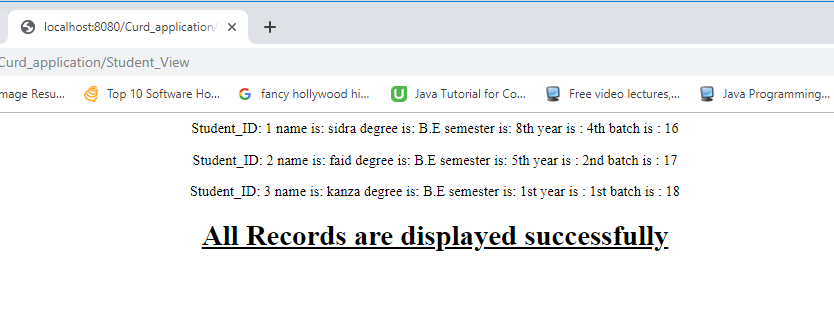 localhost:8080/Curd_application/
Curd_application/Student_View
mage Resu... Top 10 Software Ho... fancy hollywood hi... Java Tutorial for Co... Free video lectures,... Java Programming...
Student_ID: 1 name is: sidra degree is: B.E semester is: 8th year is : 4th batch is : 16
Student_ID: 2 name is: faid degree is: B.E semester is: 5th year is : 2nd batch is : 17
Student_ID: 3 name is: kanza degree is: B.E semester is: 1st year is : 1st batch is : 18
All Records are displayed successfully